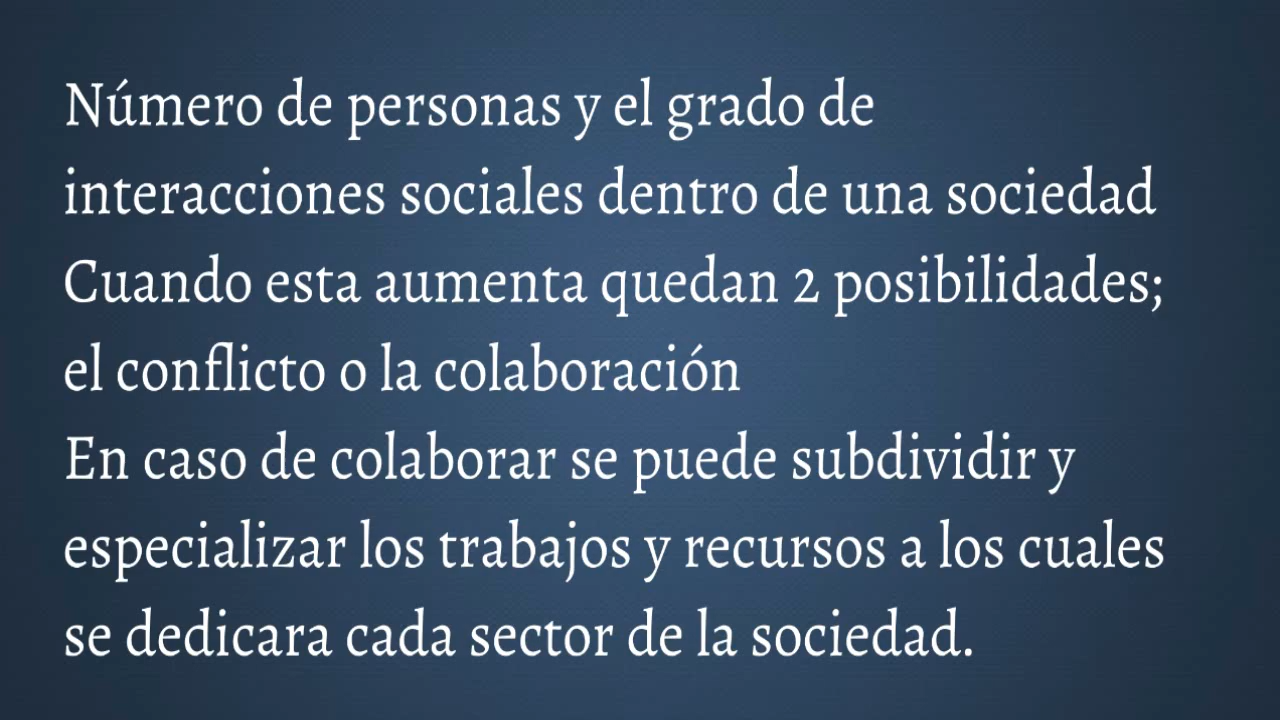 Número de personas y el grado de
interacciones sociales dentro de una sociedad
Cuando esta aumenta quedan 2 posibilidades;
el conflicto o la colaboración
En caso de colaborar se puede subdividir y
especializar los trabajos y recursos a los cuales
se dedicara cada sector de la sociedad.